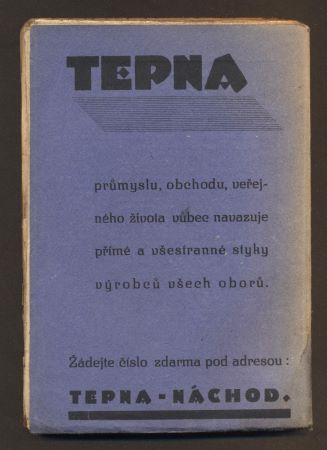 TEPNA
průmyslu, obchodu, veřej-
ného života vůbec navazuje
přímé a všestranné styky
výrobců všech oborů.
Žádejte číslo zdarma pod adresou:
TEPNA-NÁCHOD.